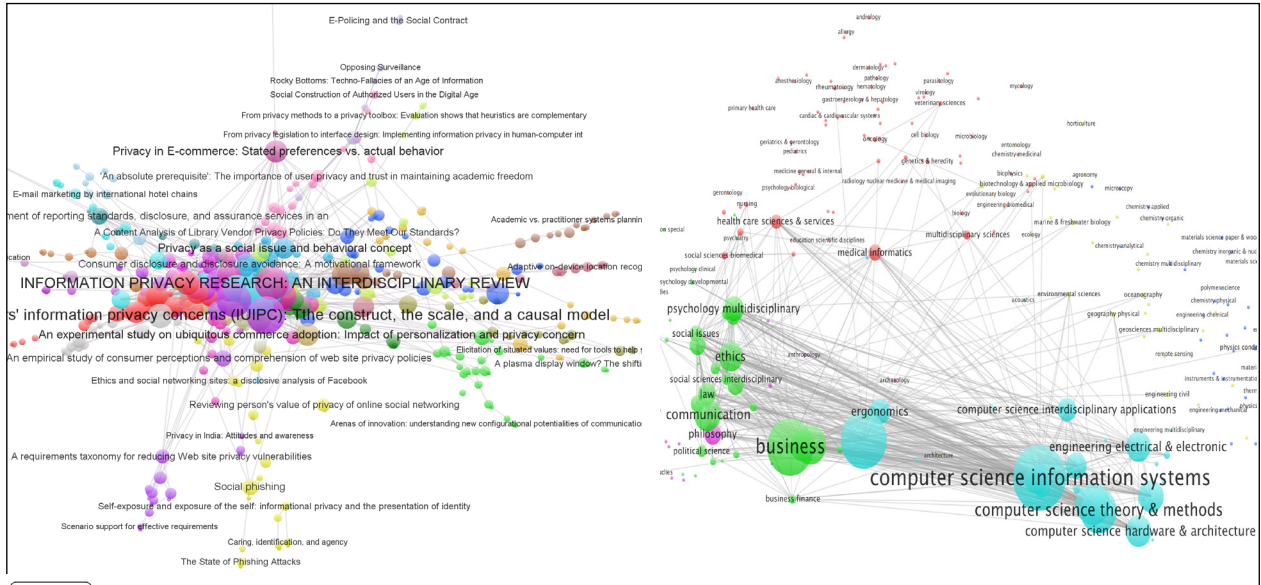 E-Policing and the Social Contract
Opposing Surveillance
Rocky Bottoms: Techno-Fallacies of an Age of Information
Social Construction of Authorized Users in the Digital Age
From privacy methods to a privacy toolbox: Evaluation shows that heuristics are complementary
From privacy legislation to interface design: Implementing information privacy in human-computer int
Privacy in E-commerce: Stated preferences vs. actual behavior
'An absolute prerequisite': The importance of user privacy and trust in maintaining academic freedom
E-mail marketing by international hotel chains
ment of reporting standards, disclosure, and assurance services in an
Academic vs. practitioner systems plannin
A Content Analysis of Library Vendor Privacy Policies: Do They Meet Our Standards?
Privacy as a social issue and behavioral concept
ication
Consumer disclosure and disclosure avoidance: A motivational framework
Adaptive on-device location recog
INFORMATION PRIVACY RESEARCH: AN INTERDISCIPLINARY REVIEW
rs' information privacy concerns (IUIPC): Tthe construct, the scale, and a causal model
An experimental study on ubiquitous commerce adoption: Impact of personalization and privacy concern
Elicitation of situated values: need for tools to help s
An empirical study of consumer perceptions and comprehension of web site privacy policies
A plasma display window? The shifti
Ethics and social networking sites: a disclosive analysis of Facebook
Reviewing person's value of privacy of online social networking
Arenas of innovation: understanding new configurational potentialities of communicatio
Privacy in India: Attitudes and awareness
A requirements taxonomy for reducing Web site privacy vulnerabilities
Social phishing
Self-exposure and exposure of the self: informational privacy and the presentation of identity
Scenario support for effective requirements
Caring, identification, and agency
The State of Phishing Attacks
andrology
allergy
dermatology
anesthesiology
pathology
parasitology
rheumatology
hematology
mycology
virology
gastroenterology & hepatology
veterinary sciences
primary health care
cardiac & cardiovascular systems
horticulture
oncology
cell biology
microbiology
geriatrics & gerontology
entomology
pediatrics
chemistry medicinal
genetics & heredity
medicine general & internal
biophysics
agronomy
radiology nuclear medicine & medical imaging
biotechnology & applied microbiology
psychology biological
microscopy
gerontology
evolutionary biology
nursing
engineering biomedical
chemistry applied
biology
health care sciences & services
chemistry organic
marine & freshwater biology
on special
psychiatry
education scientific disciplines
multidisciplinary sciences
ecology
materials science paper & woo
social sciences biomedical
medical informatics
chemistry analytical
chemistry inorganic & nuc
chemistry multidisciplinary
materials sci
psychology clinical
psychology developmental
environmental sciences
oceanography
polymer science
acoustics
chemistry physical
psychology multidisciplinary
geography physical
engineering chemical
social issues
geosciences multidisciplinary
ethics
anthropology
remote sensing
physics cond
social sciences interdisciplinary
archaeology
instruments & instrumentatio
law
engineering civil
communication
ergonomics
computer science interdisciplinary applications
engineering mechanical
physics
philosophy
engineering multidisciplinary
political science
business
engineering electrical & electronic
architecture
computer science information systems
business finance
computer science theory & methods
computer science hardware & architecture